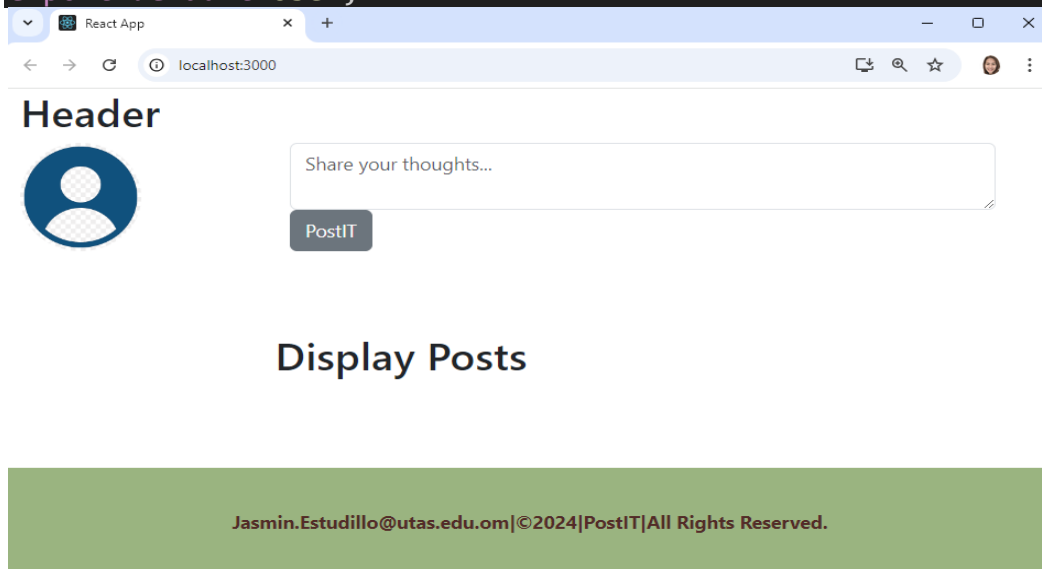 React App
localhost:3000
Header
Share your thoughts...
PostIT
Display Posts
Jasmin.Estudillo@utas.edu.om|©2024|PostIT|All Rights Reserved.